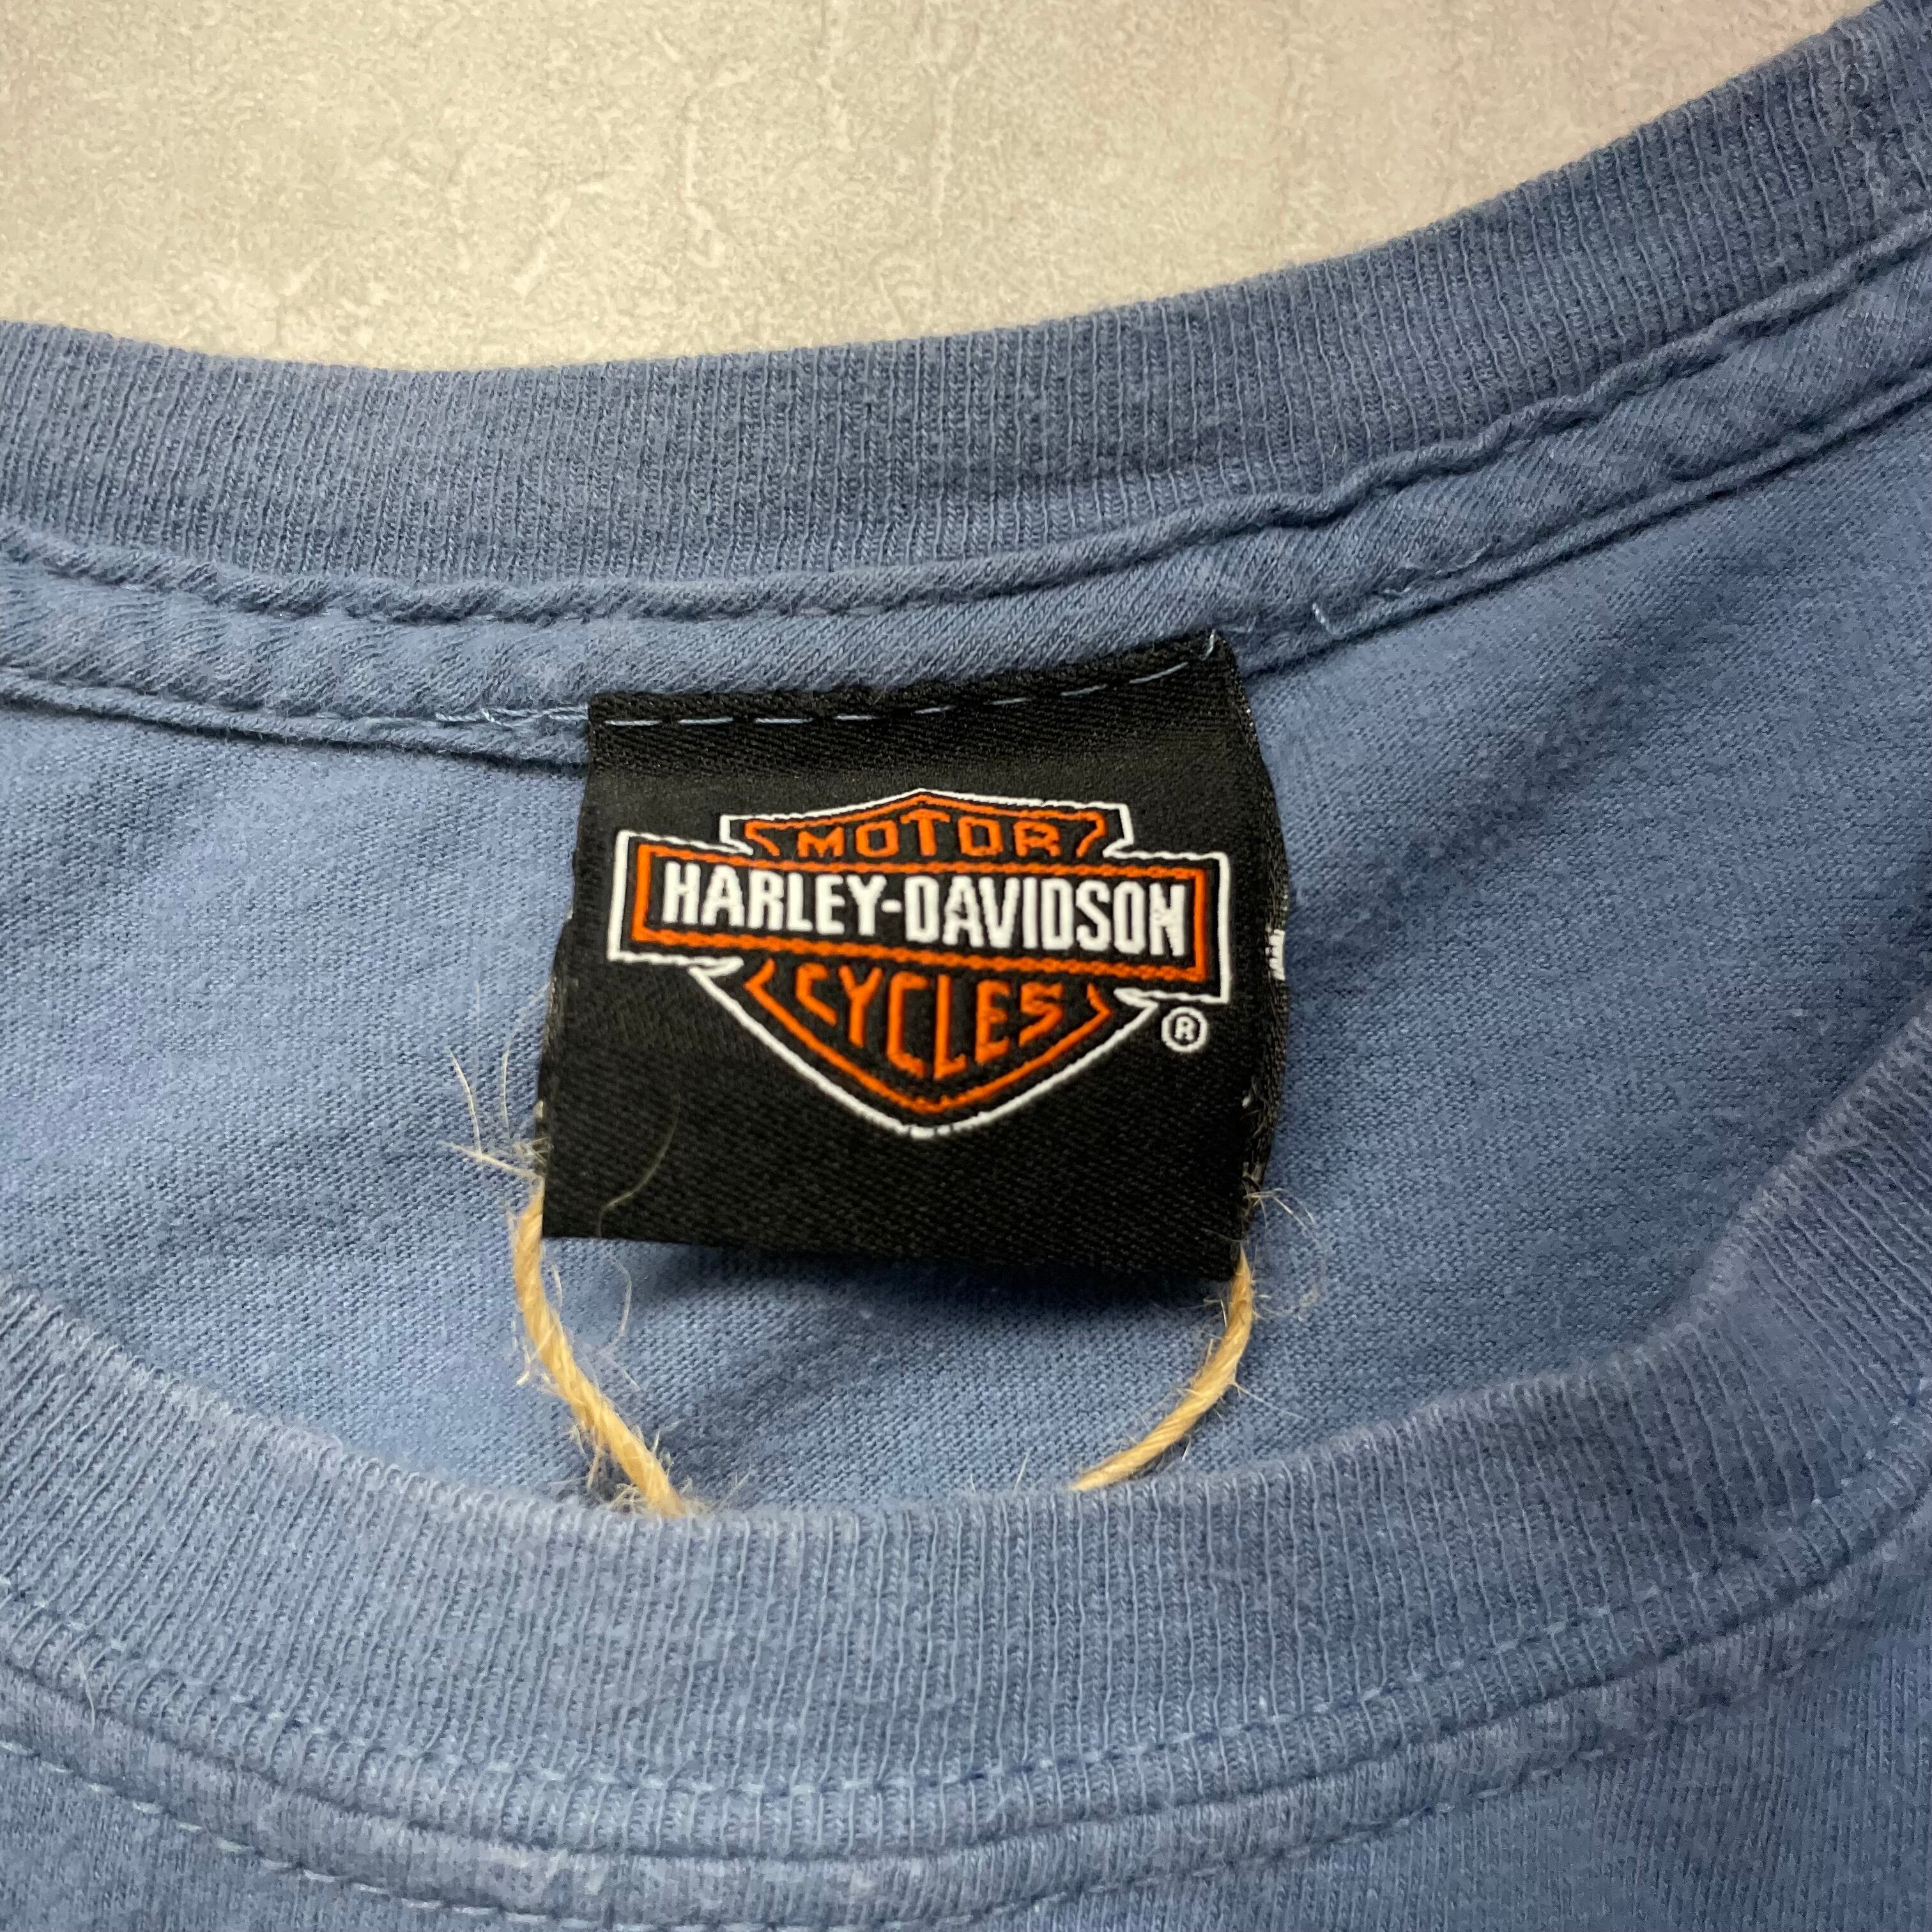 MOTOR
HARLEY-DAVIDSON
CYCLES
®